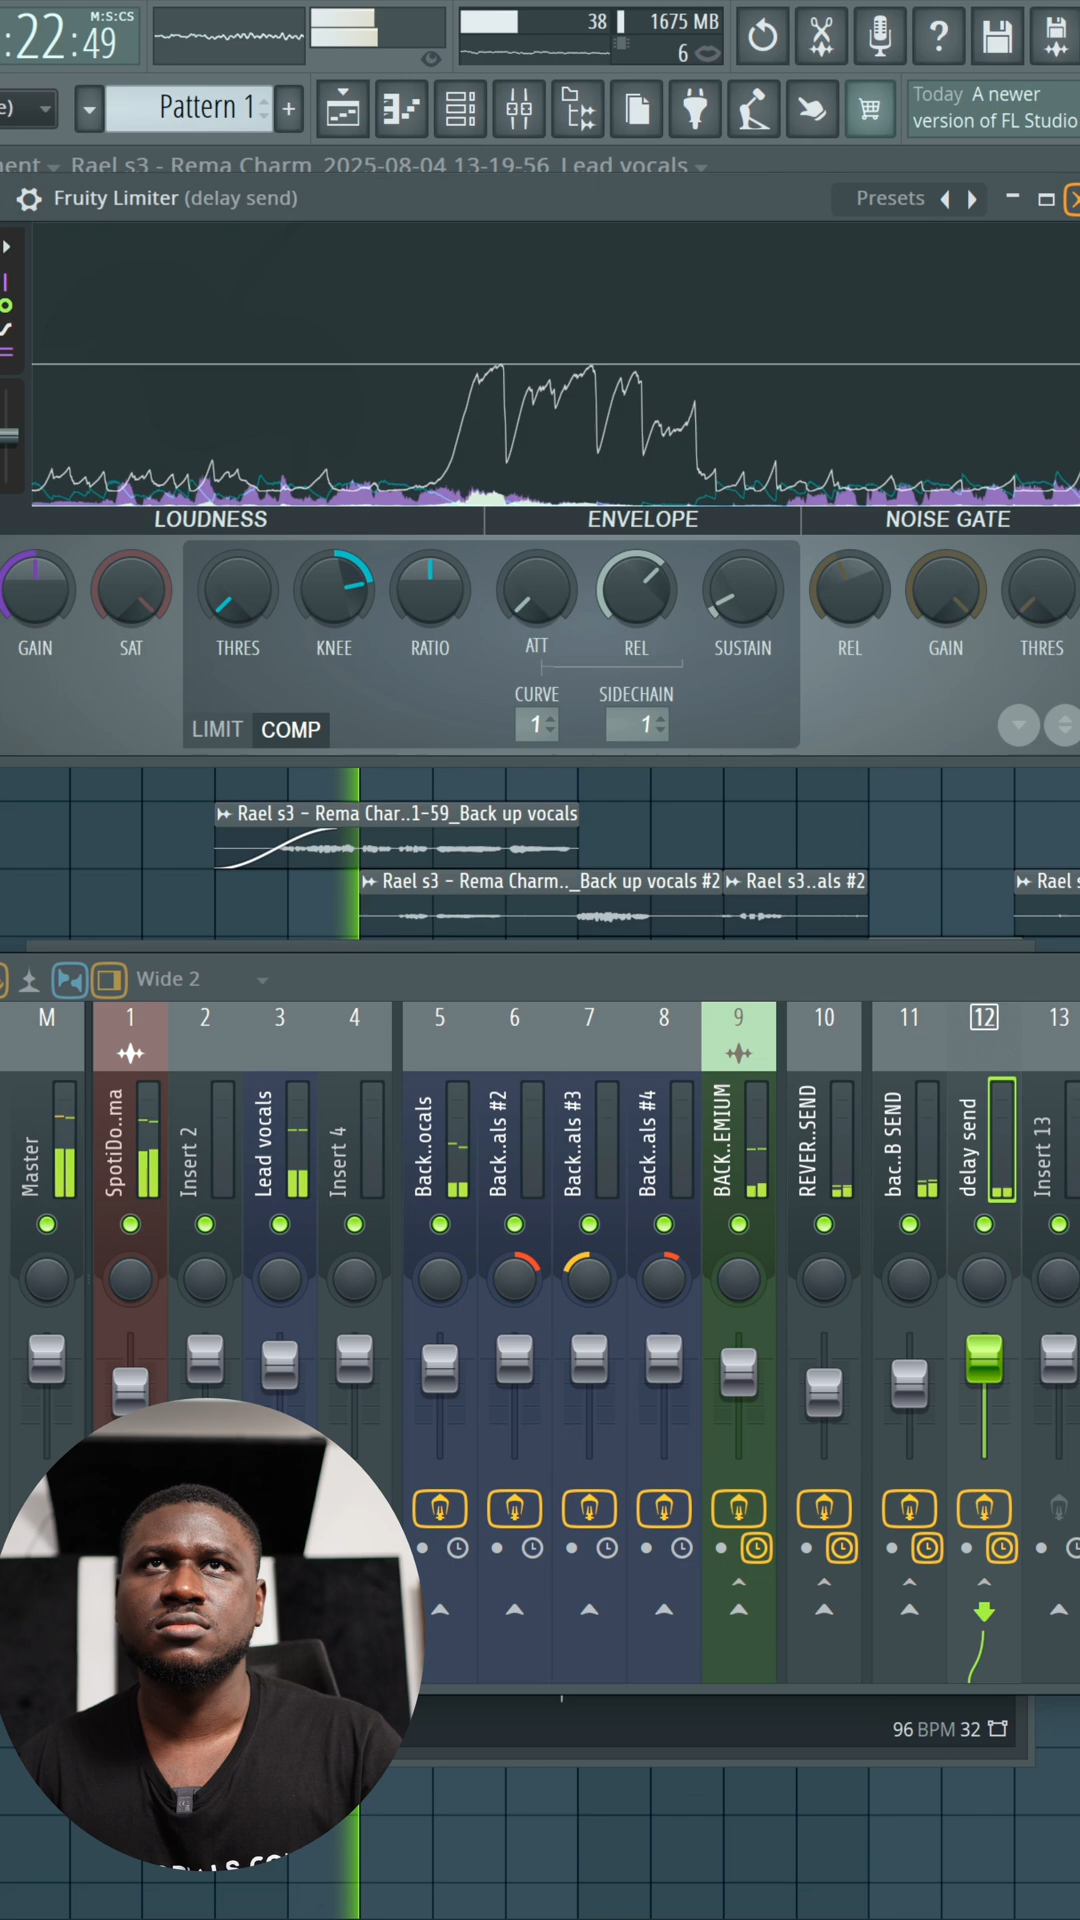 :22:49
M:S:CS
38
1675 MB
6
?
e)
Pattern 1
+
Today A newer
version of FL Studio
nent
Rael s3 - Rema Charm_2025-08-04 13-19-56_Lead vocals
Fruity Limiter (delay send)
Presets
LOUDNESS
ENVELOPE
NOISE GATE
GAIN
SAT
THRES
KNEE
RATIO
ATT
REL
SUSTAIN
REL
GAIN
THRES
CURVE
SIDECHAIN
LIMIT
COMP
1
1
Rael s3 - Rema Char..1-59_Back up vocals
Rael s3 - Rema Charm.._Back up vocals #2
Rael s3..als #2
Rael s
Wide 2
M
1
2
3
4
5
6
7
8
9
10
11
12
13
Master
SpotiDo..ma
Insert 2
Lead vocals
Insert 4
Back..ocals
Back..als #2
Back..als #3
Back..als #4
BACK..EMIUM
REVER..SEND
bac..B SEND
delay send
Insert 13
96 BPM 32